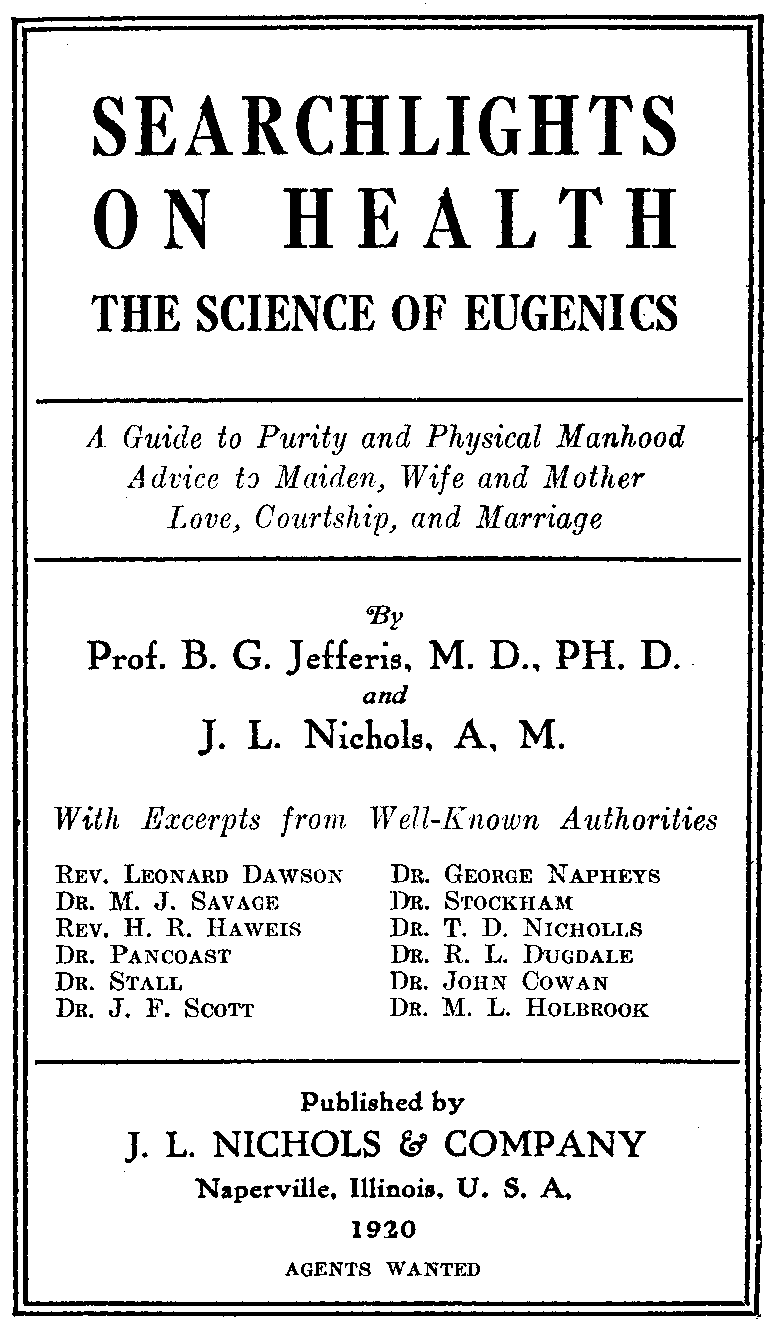 SEARCHLIGHTS
ON HEALTH
THE SCIENCE OF EUGENICS
A Guide to Purity and Physical Manhood
Advice to Maiden, Wife and Mother
Love, Courtship, and Marriage
By
Prof. B. G. Jefferis, M. D., PH. D.
and
J. L. Nichols, A. M.
With Excerpts from Well-Known Authorities
REV. LEONARD DAWSON
DR. M. J. SAVAGE
REV. H. R. HAWEIS
DR. PANCOAST
DR. STALL
DR. J. F. SCOTT
DR. GEORGE NAPHEYS
DR. STOCKHAM
DR. T. D. NICHOLLS
DR. R. L. DUGDALE
DR. JOHN COWAN
DR. M. L. HOLBROOK
Published by
J. L. NICHOLS & COMPANY
Naperville, Illinois, U. S. A.
1920
AGENTS WANTED